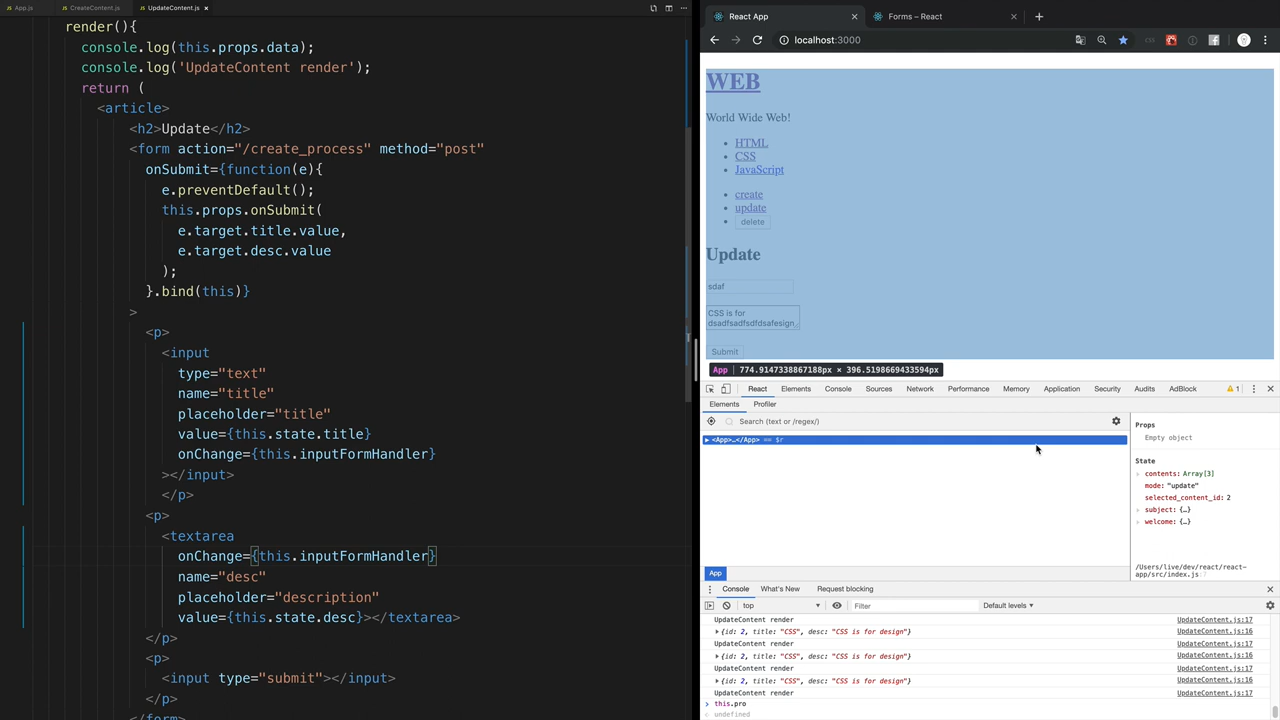 App.js
CreateContent.js
UpdateContent.js
render(){
console.log(this.props.data);
console.log('UpdateContent render');
return (
<article>
<h2>Update</h2>
<form action="/create_process" method="post"
onSubmit={function(e){
e.preventDefault();
this.props.onSubmit(
e.target.title.value,
e.target.desc.value
);
}.bind(this)}
>
<p>
<input
type="text"
name="title"
placeholder="title"
value={this.state.title}
onChange={this.inputFormHandler}
></input>
</p>
<p>
<textarea
onChange={this.inputFormHandler}
name="desc"
placeholder="description"
value={this.state.desc}></textarea>
</p>
<p>
<input type="submit"></input>
</p>
</form>
React App
Forms – React
localhost:3000
WEB
World Wide Web!
HTML
CSS
JavaScript
create
update
delete
Update
sdaf
CSS is for
dsadfsadfsdfdsafesign
Submit
App | 774.9147338867188px × 396.5198669433594px
React Elements Console Sources Network Performance Memory Application Security Audits AdBlock 1
Elements Profiler
Search (text or /regex/)
<App>…</App> == $r
Props
Empty object
State
contents: Array[3]
mode: "update"
selected_content_id: 2
subject: {…}
welcome: {…}
/Users/live/dev/react/react-
app/src/index.js:7
App
Console What's New Request blocking
top Filter Default levels
UpdateContent render UpdateContent.js:17
{id: 2, title: "CSS", desc: "CSS is for design"} UpdateContent.js:16
UpdateContent render UpdateContent.js:17
{id: 2, title: "CSS", desc: "CSS is for design"} UpdateContent.js:16
UpdateContent render UpdateContent.js:17
{id: 2, title: "CSS", desc: "CSS is for design"} UpdateContent.js:16
UpdateContent render UpdateContent.js:17
this.pro
undefined